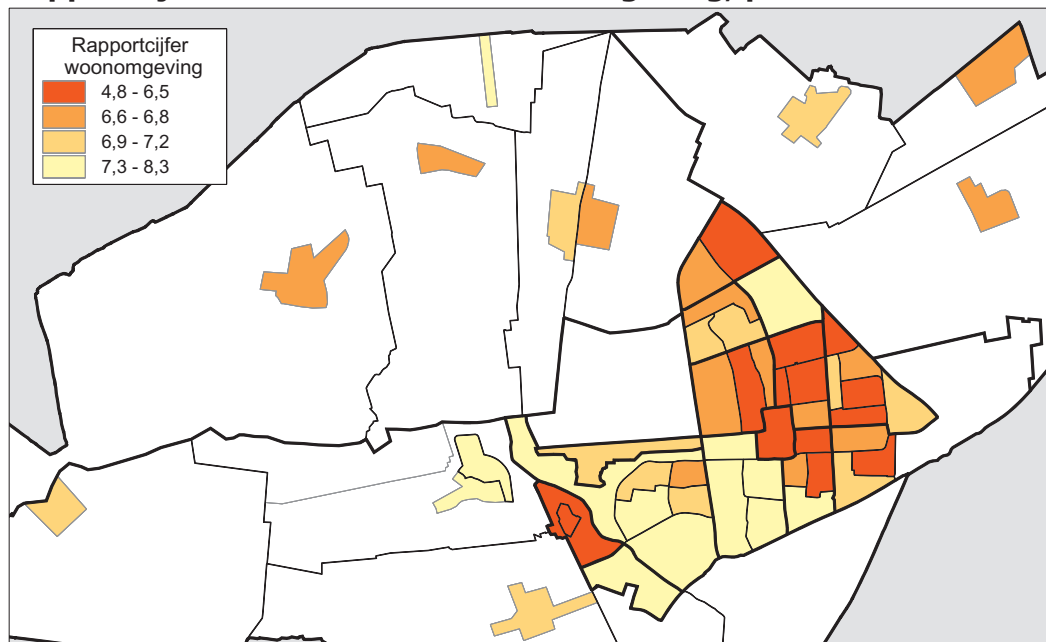 Rapportcijfer
woonomgeving
4,8 - 6,5
6,6 - 6,8
6,9 - 7,2
7,3 - 8,3